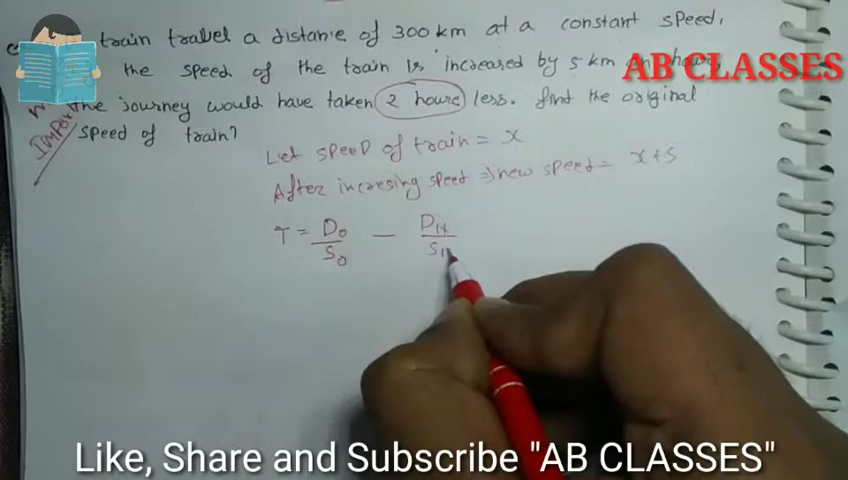 train travel a distance of 300 km at a constant speed,
the speed of the train is increased by 5 km
AB CLASSES
The journey would have taken 2 hours less. find the original
speed of train?
Let speed of train = x
After incresing speed ⇒ new speed = x+5
T = D₀/S₀ - D
Like, Share and Subscribe "AB CLASSES"